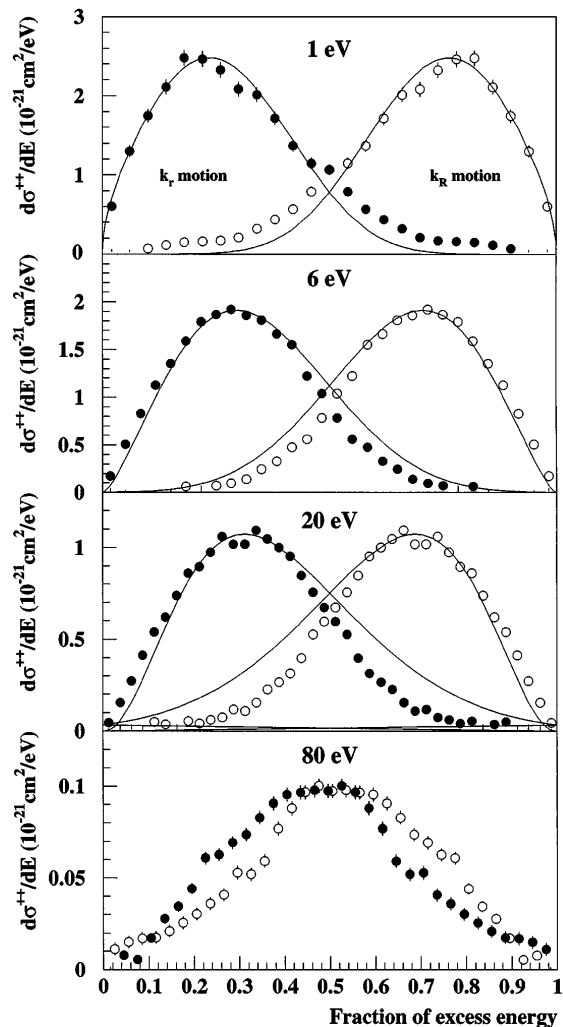 3
1 eV
2
k_r motion
k_R motion
1
0
dσ⁺⁺/dE (10⁻²¹cm²/eV)
6 eV
2
1.5
1
0.5
0
dσ⁺⁺/dE (10⁻²¹cm²/eV)
20 eV
1
0.5
0
dσ⁺⁺/dE (10⁻²¹cm²/eV)
80 eV
0.1
0.05
0
dσ⁺⁺/dE (10⁻²¹cm²/eV)
0 0.1 0.2 0.3 0.4 0.5 0.6 0.7 0.8 0.9 1
Fraction of excess energy